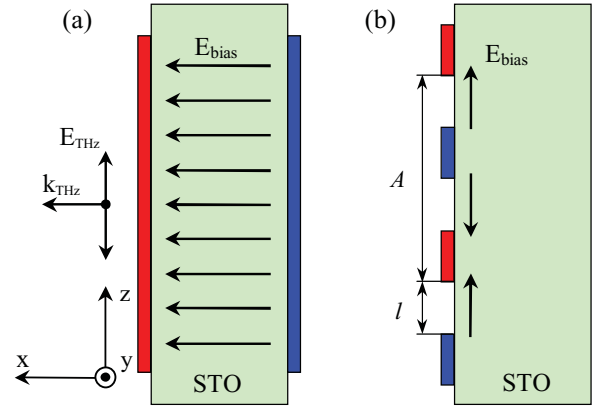 (a)
E_bias
E_THz
k_THz
z
x
y
STO
(b)
E_bias
A
l
STO